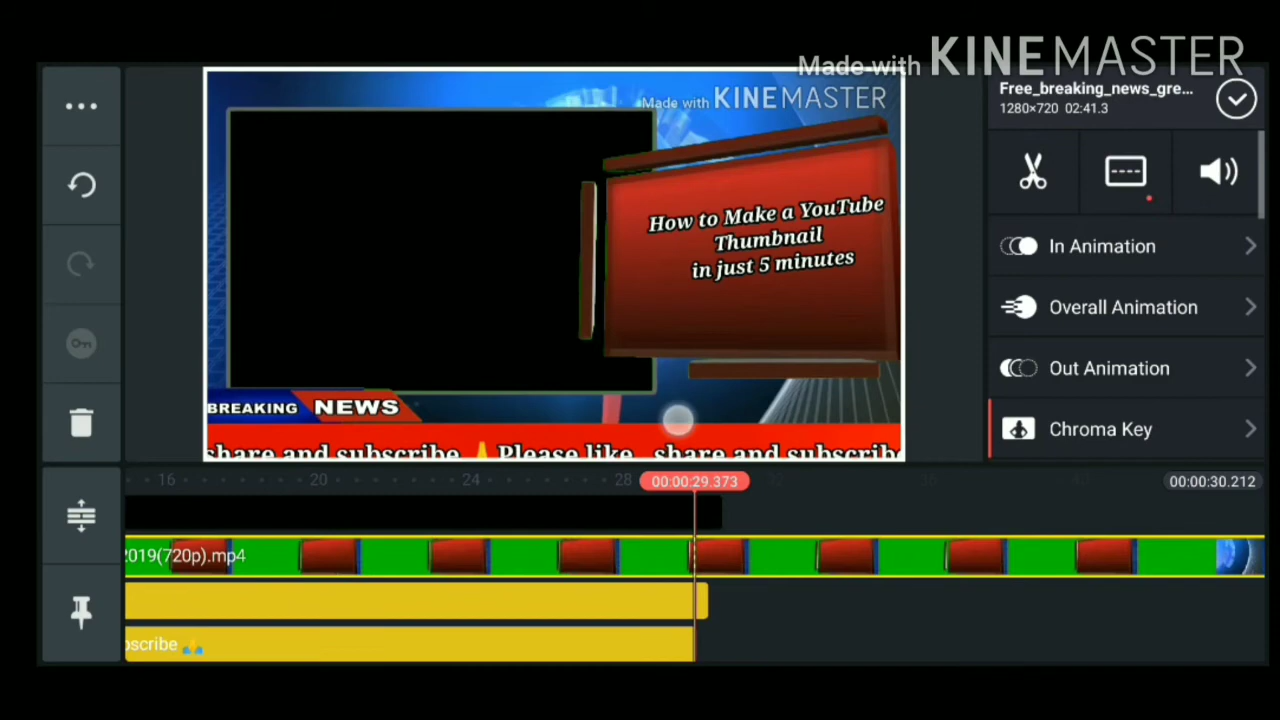 Made with KINEMASTER
Made with KINEMASTER
Free_breaking_news_gre...
1280×720 02:41.3
How to Make a YouTube
Thumbnail
in just 5 minutes
In Animation
Overall Animation
Out Animation
Chroma Key
BREAKING NEWS
share and subscribe 🙏Please like share and subscribe
16 20 24 28 00:00:29.373 00:00:30.212
2019(720p).mp4
bscribe 🙏